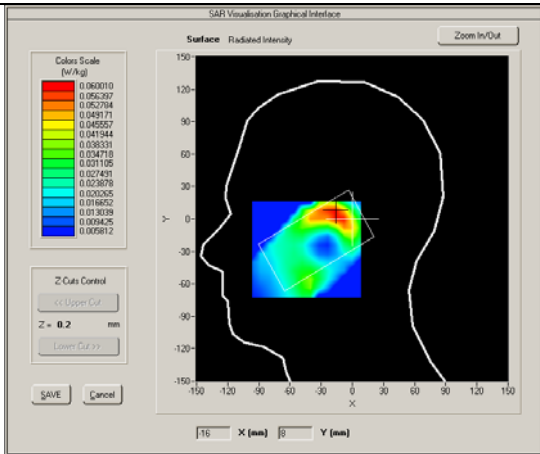 SAR Visualisation Graphical Interface
Surface Radiated Intensity
Zoom In/Out
Colors Scale
(W/kg)
0.060010
0.056397
0.052784
0.049171
0.045557
0.041944
0.038331
0.034718
0.031105
0.027491
0.023878
0.020265
0.016652
0.013039
0.009425
0.005812
Z-Cuts Control
<< Upper Cut
Z = 0.2 mm
Lower Cut >>
SAVE Cancel
150
120
90
60
30
0
-30
-60
-90
-120
-150
Y
-150 -120 -90 -60 -30 0 30 60 90 120 150
X
-16 X (mm) 8 Y (mm)